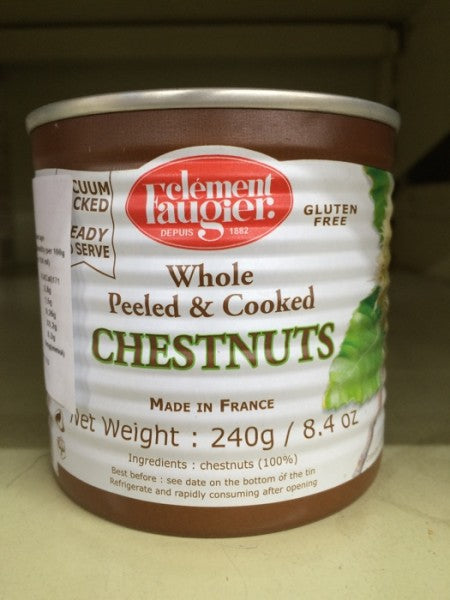 CUUM
CKED
EADY
SERVE
clément
Faugier.
DEPUIS 1882
GLUTEN
FREE
Whole
Peeled & Cooked
CHESTNUTS
MADE IN FRANCE
Net Weight : 240g / 8.4 oz
Ingredients : chestnuts (100%)
Best before : see date on the bottom of the tin
Refrigerate and rapidly consuming after opening